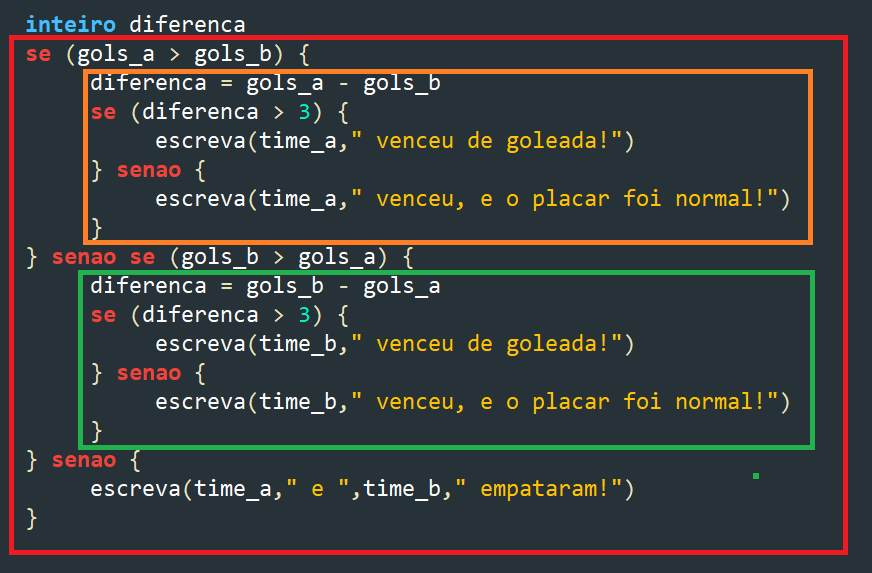 inteiro diferenca
se (gols_a > gols_b) {
diferenca = gols_a - gols_b
se (diferenca > 3) {
escreva(time_a," venceu de goleada!")
} senao {
escreva(time_a," venceu, e o placar foi normal!")
}
} senao se (gols_b > gols_a) {
diferenca = gols_b - gols_a
se (diferenca > 3) {
escreva(time_b," venceu de goleada!")
} senao {
escreva(time_b," venceu, e o placar foi normal!")
}
} senao {
escreva(time_a," e ",time_b," empataram!")
}